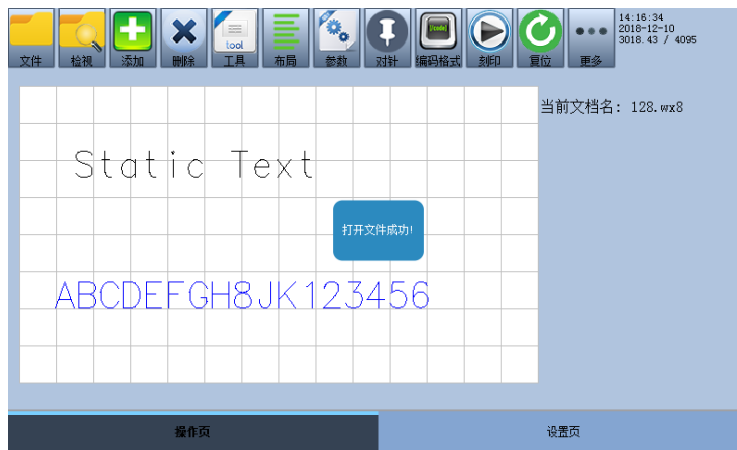 14:16:34
2018-12-10
3018.43 / 4095
tool
[Vcode]
文件 检视 添加 删除 工具 布局 参数 对针 编码格式 刻印 复位 更多
当前文档名: 128.wx8
Static Text
打开文件成功!
ABCDEFGH8JK123456
操作页 设置页